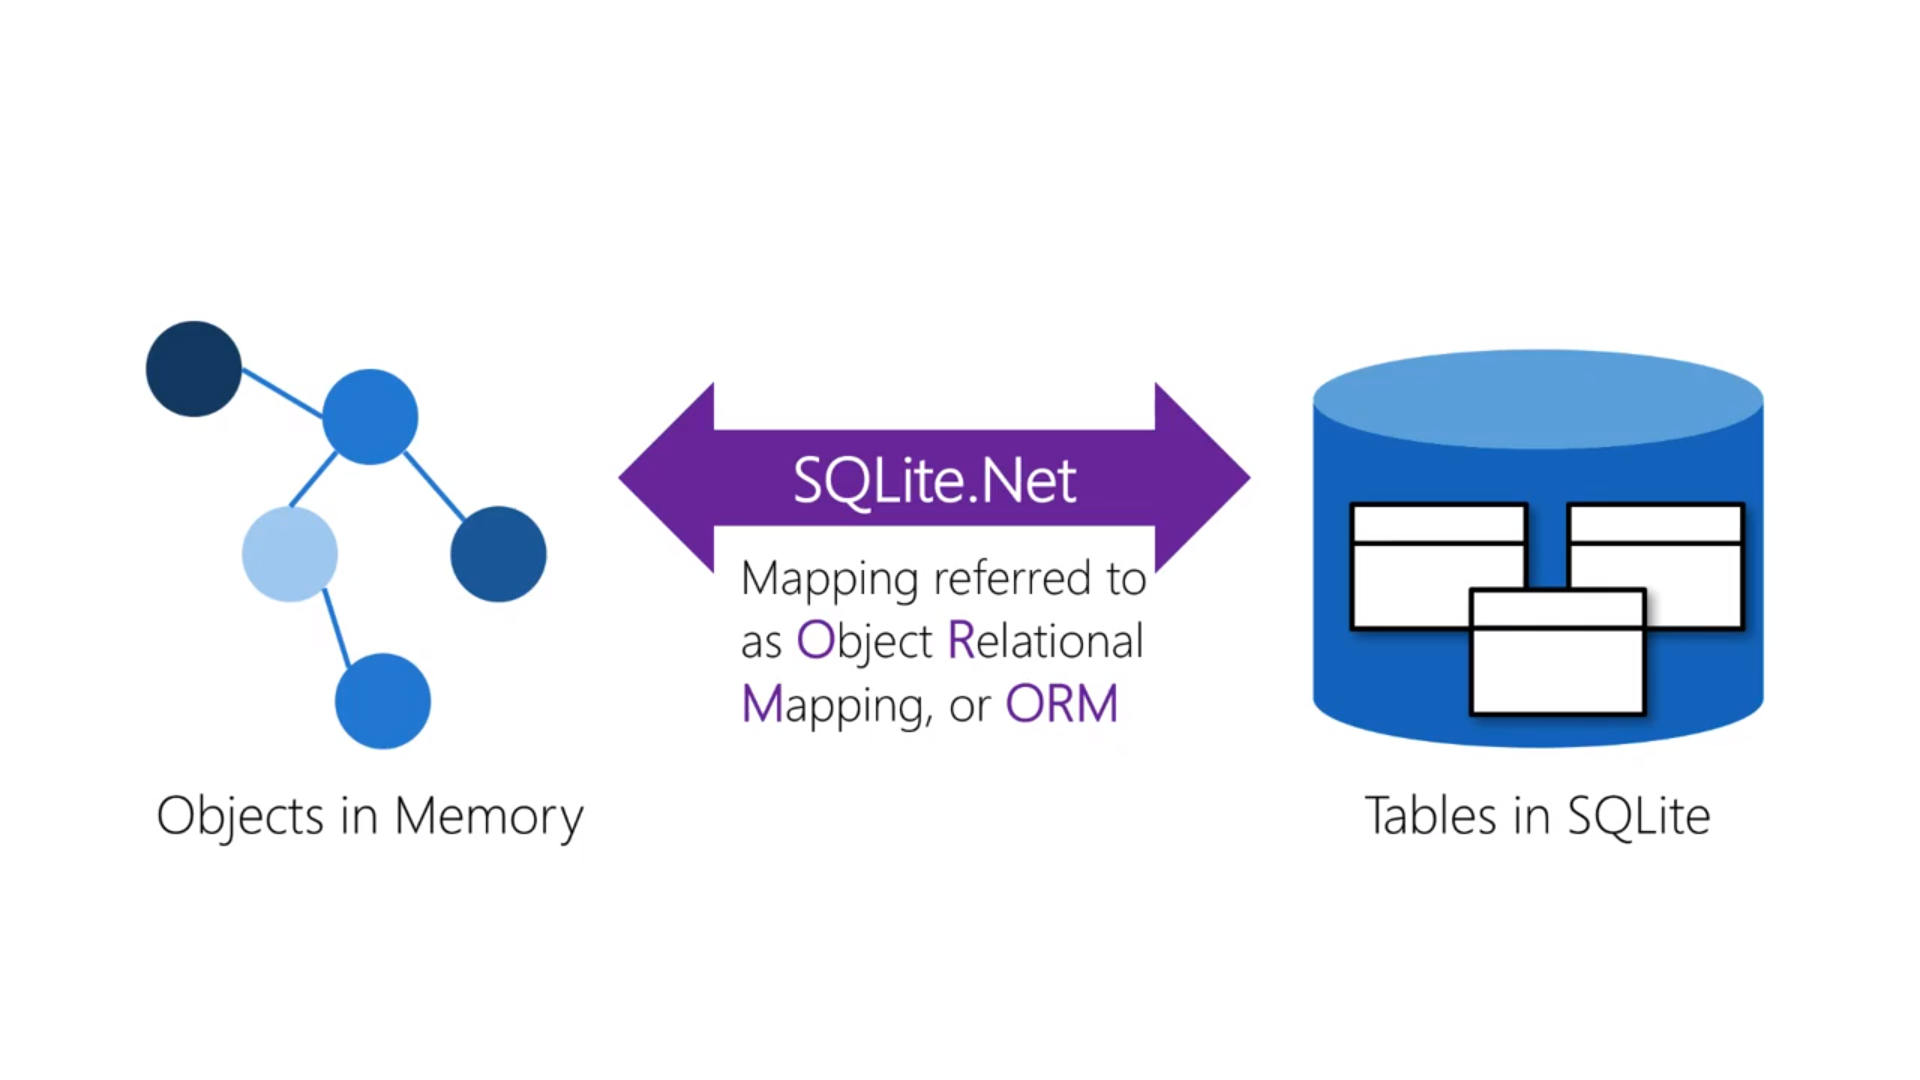 SQLite.Net
Mapping referred to
as Object Relational
Mapping, or ORM
Objects in Memory
Tables in SQLite